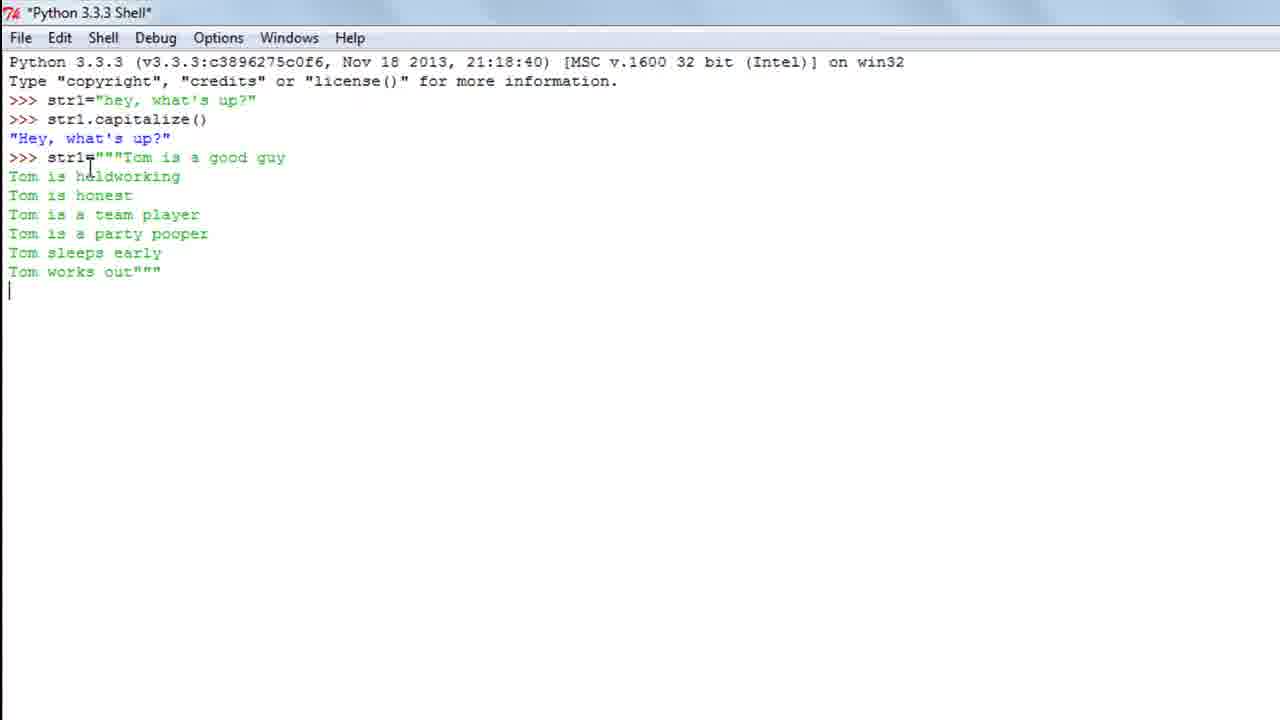 *Python 3.3.3 Shell*
File Edit Shell Debug Options Windows Help
Python 3.3.3 (v3.3.3:c3896275c0f6, Nov 18 2013, 21:18:40) [MSC v.1600 32 bit (Intel)] on win32
Type "copyright", "credits" or "license()" for more information.
>>> str1="hey, what's up?"
>>> str1.capitalize()
"Hey, what's up?"
>>> str1="""Tom is a good guy
Tom is haldworking
Tom is honest
Tom is a team player
Tom is a party pooper
Tom sleeps early
Tom works out"""